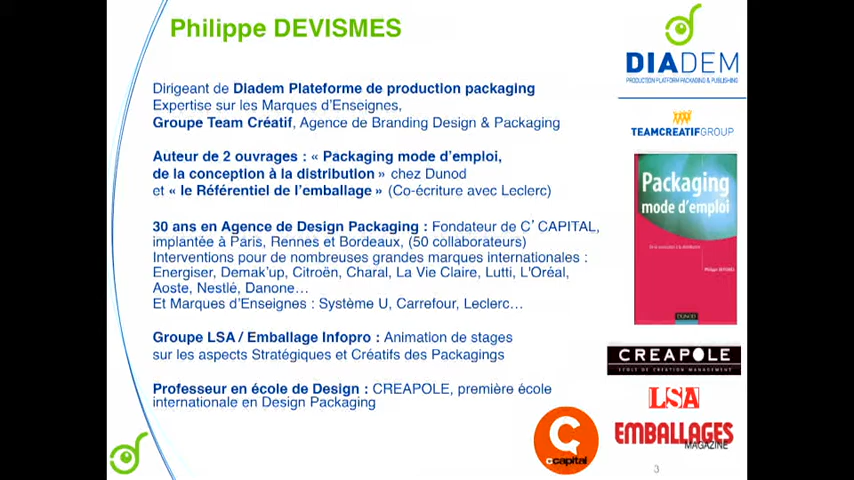 Philippe DEVISMES
Dirigeant de Diadem Plateforme de production packaging
Expertise sur les Marques d'Enseignes,
Groupe Team Créatif, Agence de Branding Design & Packaging
Auteur de 2 ouvrages : « Packaging mode d'emploi,
de la conception à la distribution » chez Dunod
et « le Référentiel de l'emballage » (Co-écriture avec Leclerc)
30 ans en Agence de Design Packaging : Fondateur de C' CAPITAL,
implantée à Paris, Rennes et Bordeaux, (50 collaborateurs)
Interventions pour de nombreuses grandes marques internationales :
Energiser, Demak'up, Citroën, Charal, La Vie Claire, Lutti, L'Oréal,
Aoste, Nestlé, Danone…
Et Marques d'Enseignes : Système U, Carrefour, Leclerc…
Groupe LSA / Emballage Infopro : Animation de stages
sur les aspects Stratégiques et Créatifs des Packagings
Professeur en école de Design : CREAPOLE, première école
internationale en Design Packaging
DIADEM
PRODUCTION PLATFORM PACKAGING & PUBLISHING
TEAMCREATIFGROUP
Packaging
mode d'emploi
DUNOD
CREAPOLE
ECOLE DE CREATION MANAGEMENT
LSA
EMBALLAGES
MAGAZINE
capital
3